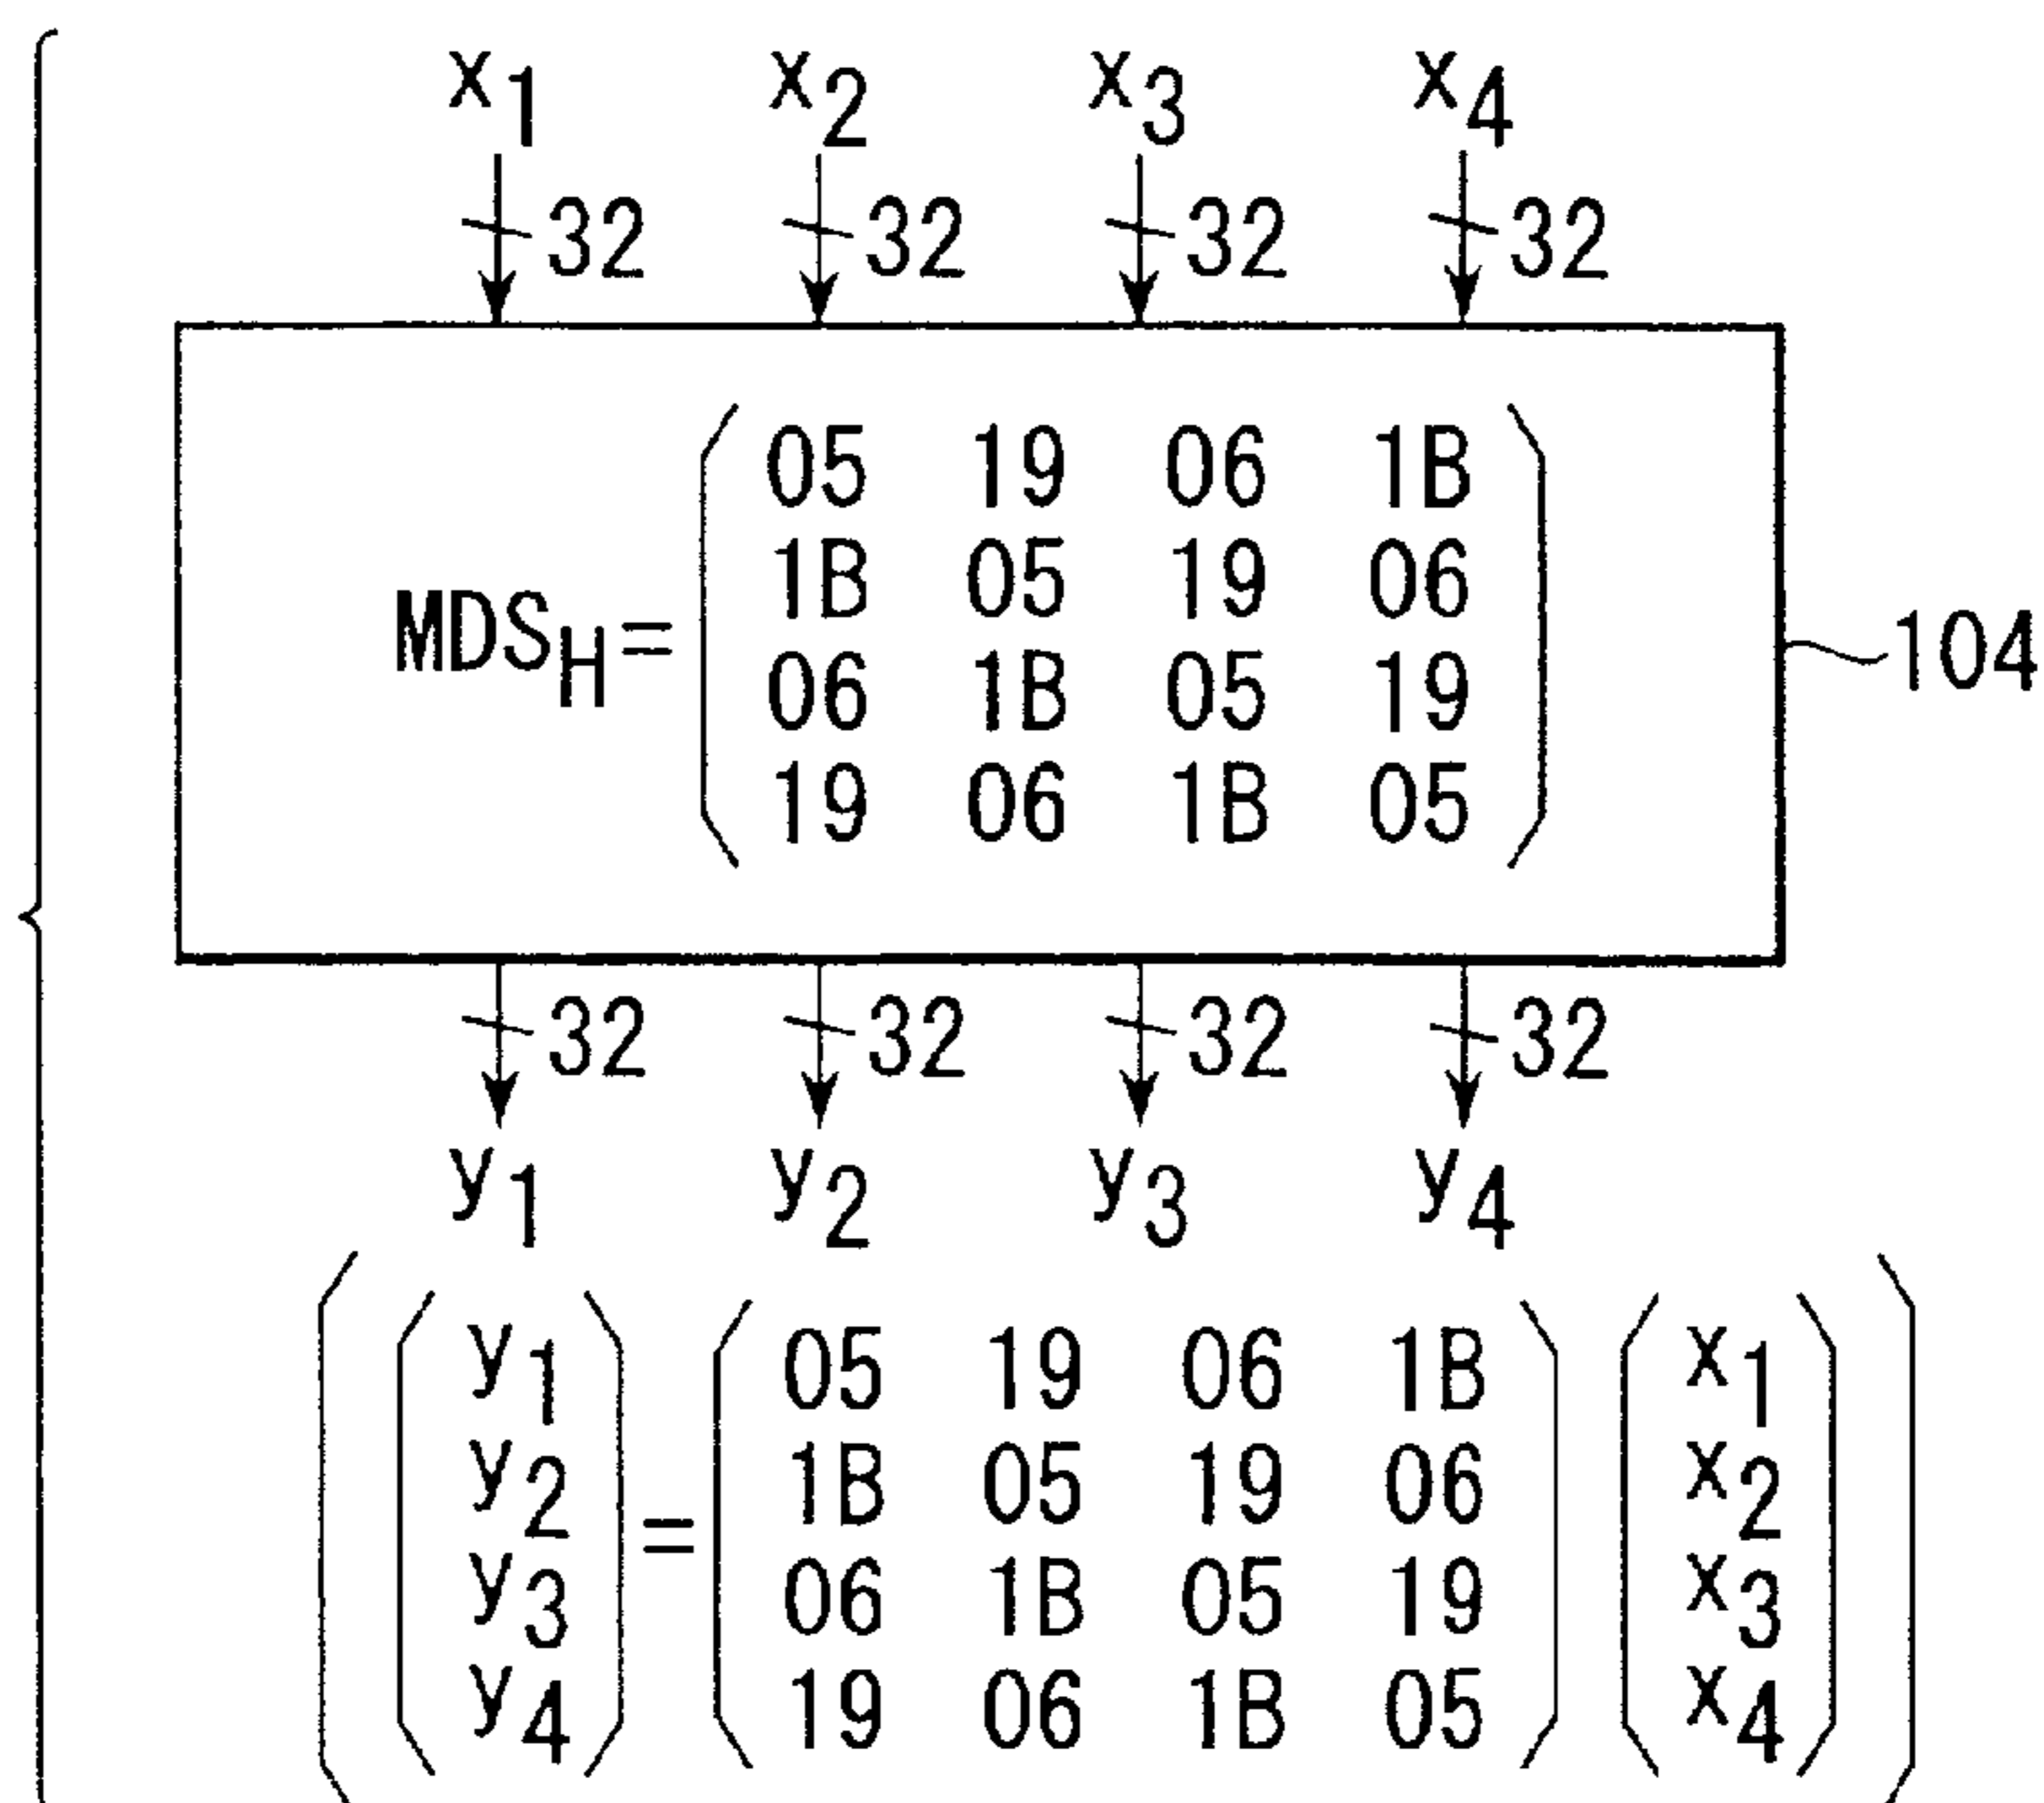 x1 x2 x3 x4
32 32 32 32
05 19 06 1B
1B 05 19 06
MDSH=
06 1B 05 19
19 06 1B 05
104
32 32 32 32
y1 y2 y3 y4
y1 05 19 06 1B x1
y2 1B 05 19 06 x2
=
y3 06 1B 05 19 x3
y4 19 06 1B 05 x4